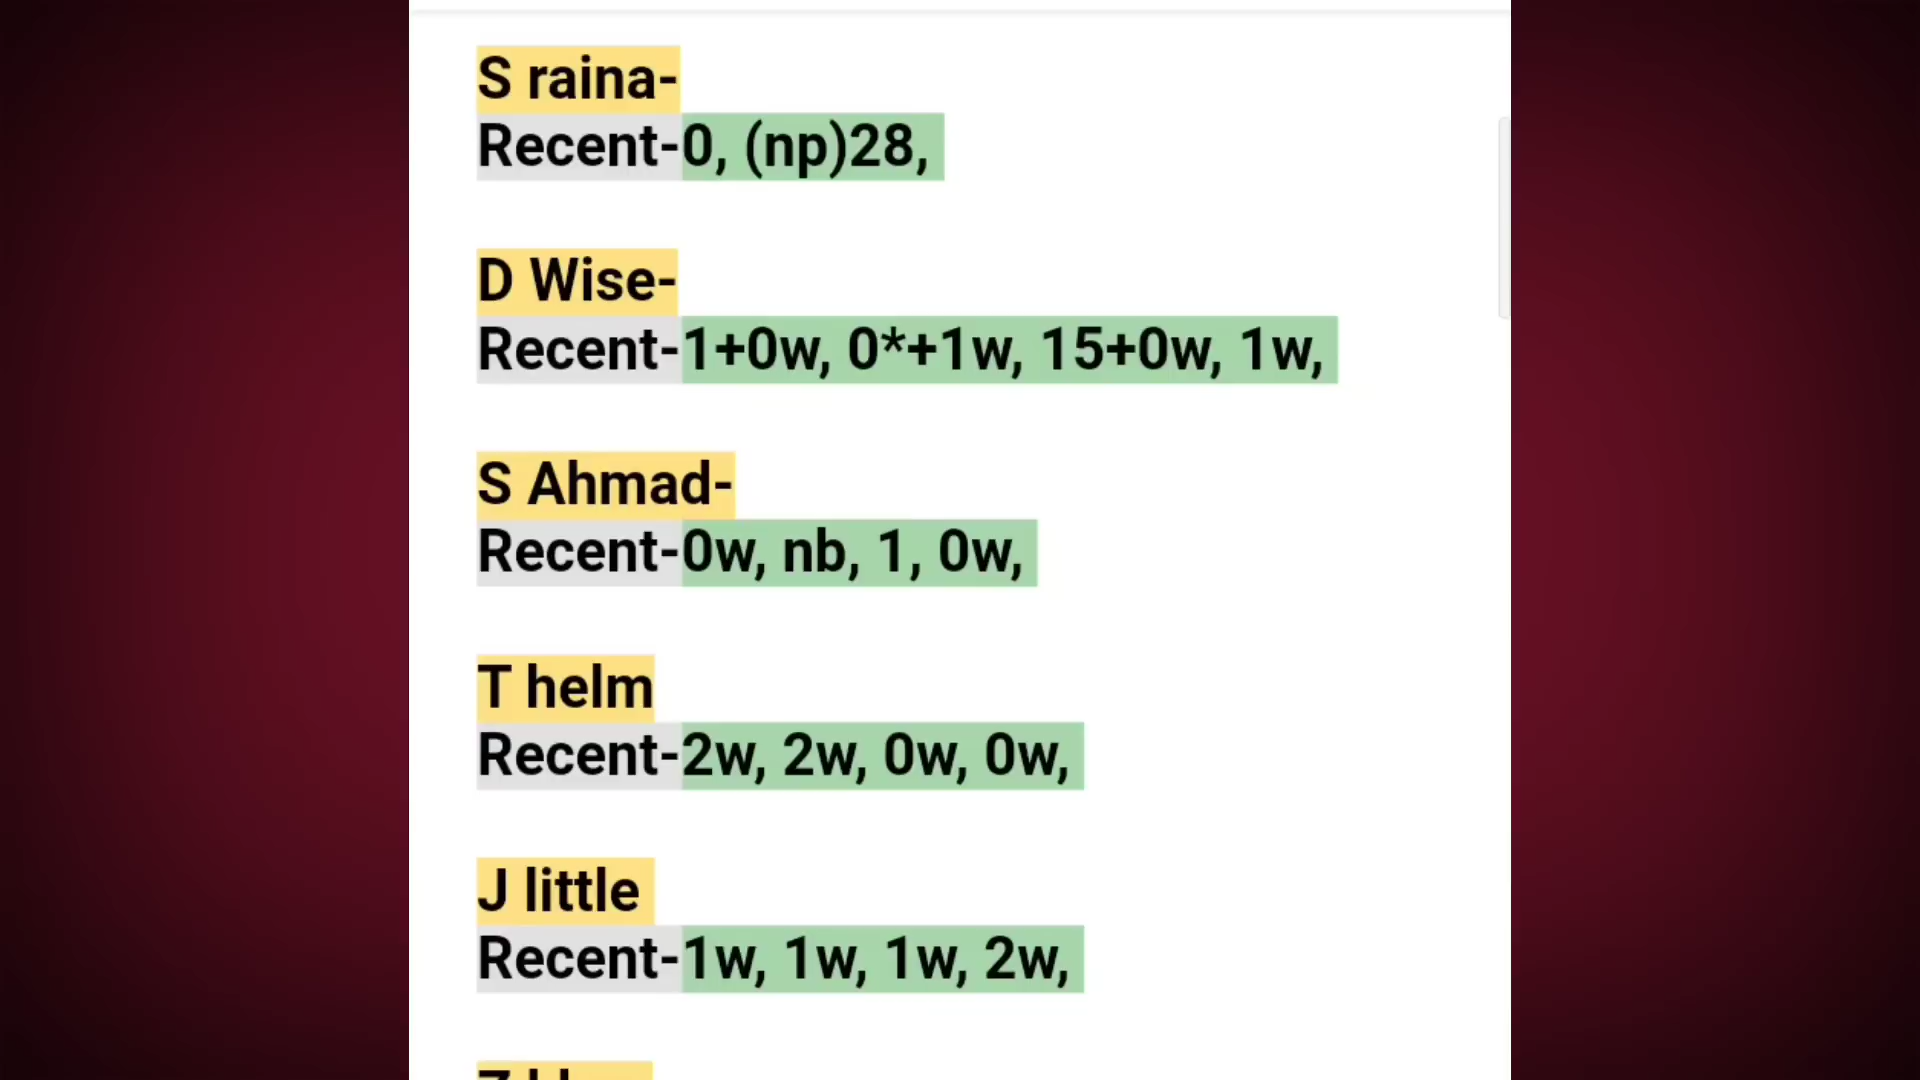 S raina-
Recent-0, (np)28,
D Wise-
Recent-1+0w, 0*+1w, 15+0w, 1w,
S Ahmad-
Recent-0w, nb, 1, 0w,
T helm
Recent-2w, 2w, 0w, 0w,
J little
Recent-1w, 1w, 1w, 2w,